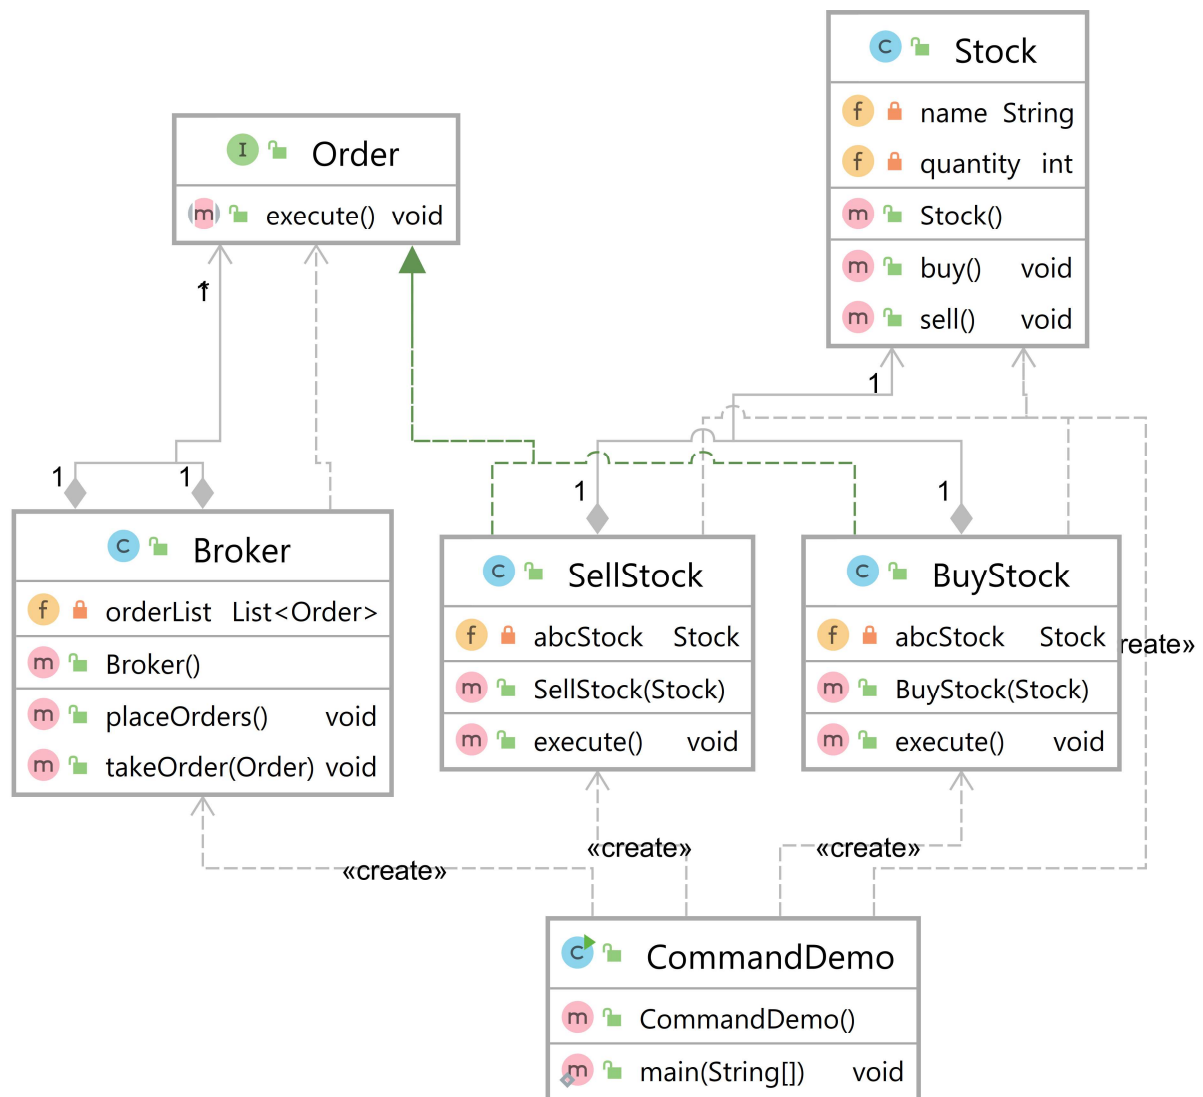 Stock
name String
quantity int
Stock()
buy() void
sell() void
Order
execute() void
1
1
1
1
1
1
Broker
orderList List<Order>
Broker()
placeOrders() void
takeOrder(Order) void
SellStock
abcStock Stock
SellStock(Stock)
execute() void
BuyStock
abcStock Stock
BuyStock(Stock)
execute() void
reate»
«create»
«create»
«create»
CommandDemo
CommandDemo()
main(String[]) void